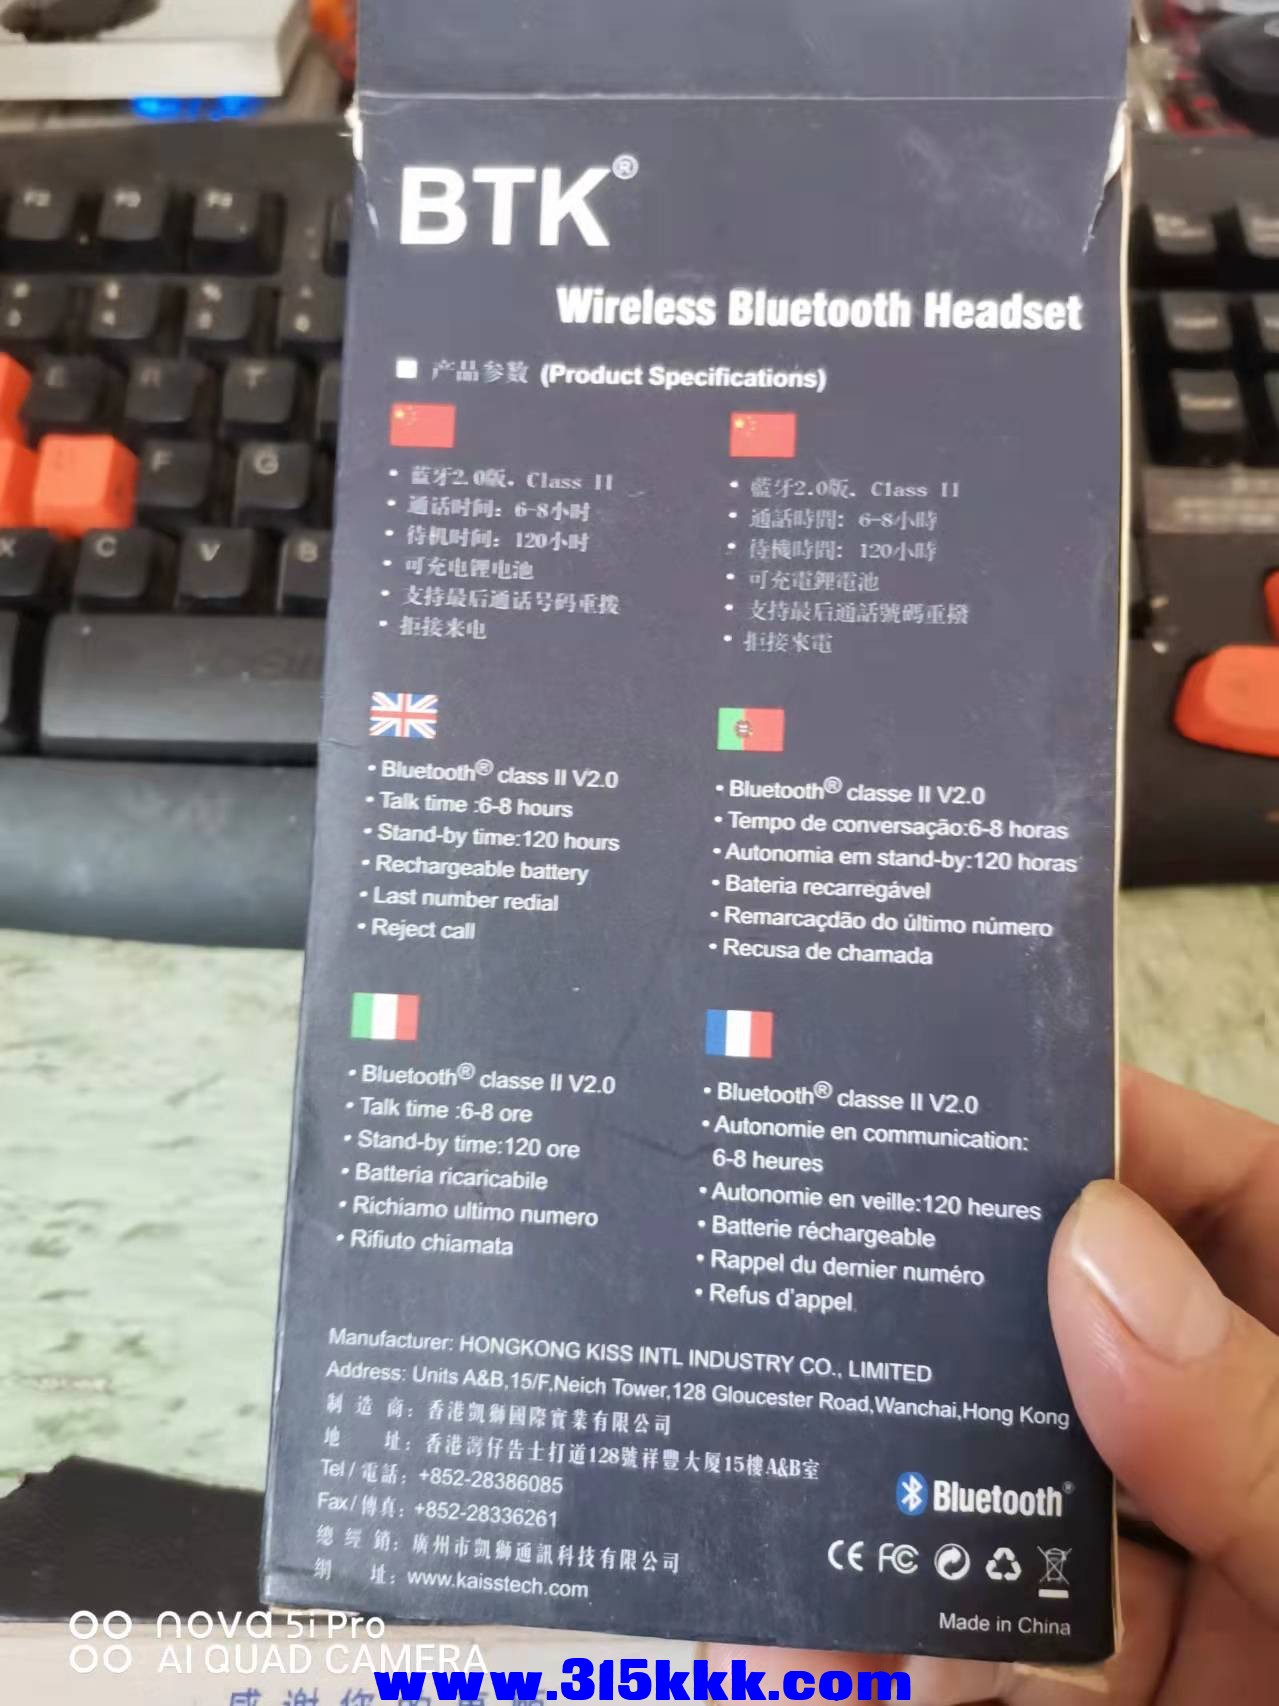 BTK®
Wireless Bluetooth Headset
产品参数 (Product Specifications)
• 藍牙2.0版、Class II
• 通话时间：6-8小时
• 待机时间：120小时
• 可充电锂电池
• 支持最后通话号码重拨
• 拒接来电
• 藍牙2.0版、Class II
• 通話時間：6-8小時
• 待機時間：120小時
• 可充電鋰電池
• 支持最后通話號碼重撥
• 拒接來電
• Bluetooth® class II V2.0
• Talk time :6-8 hours
• Stand-by time:120 hours
• Rechargeable battery
• Last number redial
• Reject call
• Bluetooth® classe II V2.0
• Tempo de conversação:6-8 horas
• Autonomia em stand-by:120 horas
• Bateria recarregável
• Remarcaçdão do último número
• Recusa de chamada
• Bluetooth® classe II V2.0
• Talk time :6-8 ore
• Stand-by time:120 ore
• Batteria ricaricabile
• Richiamo ultimo numero
• Rifiuto chiamata
• Bluetooth® classe II V2.0
• Autonomie en communication:
6-8 heures
• Autonomie en veille:120 heures
• Batterie réchargeable
• Rappel du dernier numéro
• Refus d'appel
Manufacturer: HONGKONG KISS INTL INDUSTRY CO., LIMITED
Address: Units A&B,15/F,Neich Tower,128 Gloucester Road,Wanchai,Hong Kong
制 造 商：香港凱獅國際實業有限公司
地 址：香港灣仔告士打道128號祥豐大厦15樓A&B室
Tel / 電話：+852-28386085
Fax / 傳真：+852-28336261
總 經 銷：廣州市凱獅通訊科技有限公司
網 址：www.kaisstech.com
Bluetooth®
CE FC
Made in China
F2 F3 F4
E R T
F G
X C V B
nova 5i Pro
AI QUAD CAMERA
www.315kkk.com
感 谢 您 的